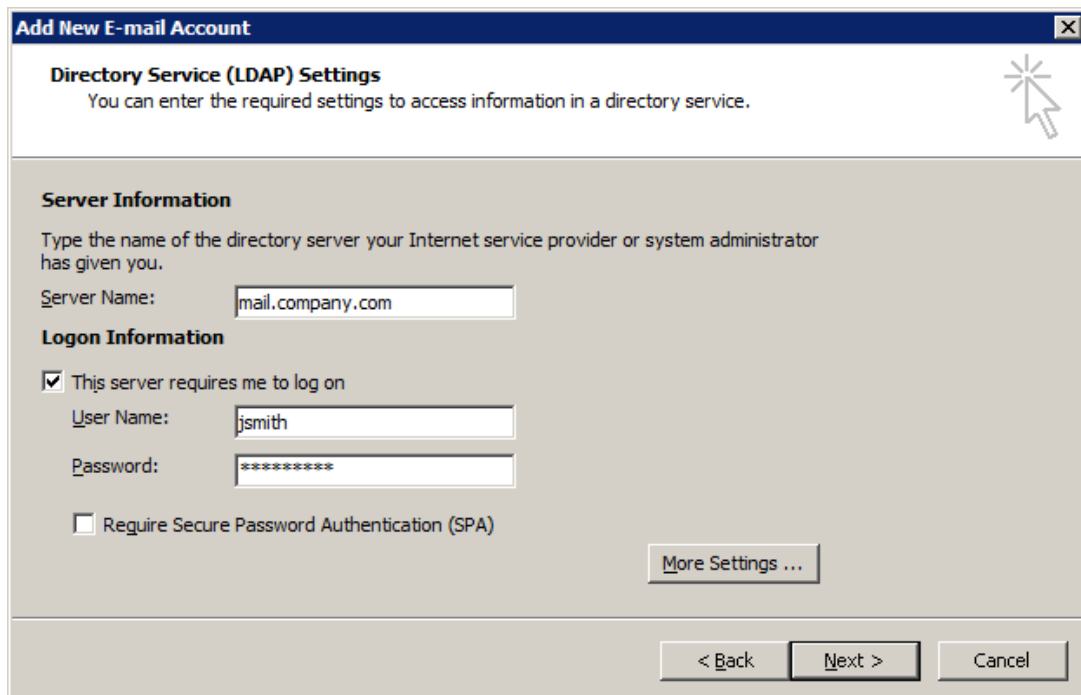 Add New E-mail Account
Directory Service (LDAP) Settings
You can enter the required settings to access information in a directory service.
Server Information
Type the name of the directory server your Internet service provider or system administrator
has given you.
Server Name: mail.company.com
Logon Information
This server requires me to log on
User Name: jsmith
Password: *********
Require Secure Password Authentication (SPA)
More Settings ...
< Back Next > Cancel